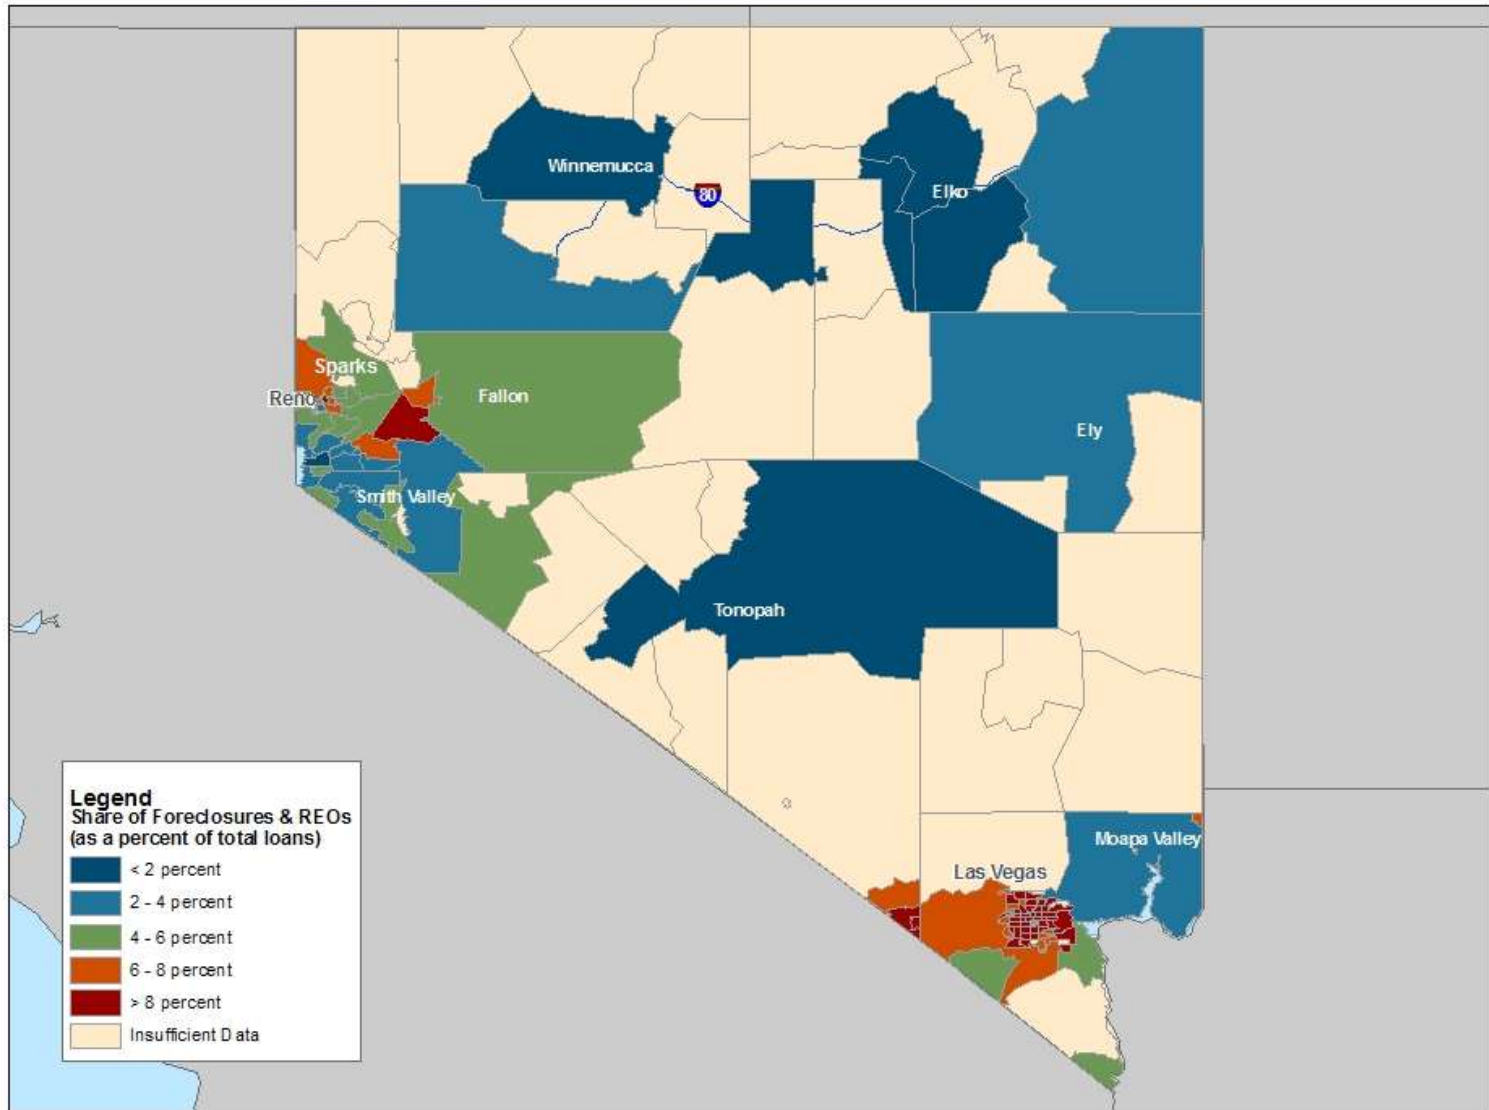 Winnemucca
80
Elko
Sparks
Reno
Fallon
Ely
Smith Valley
Tonopah
Moapa Valley
Las Vegas
Legend
Share of Foreclosures & REOs
(as a percent of total loans)
< 2 percent
2 - 4 percent
4 - 6 percent
6 - 8 percent
> 8 percent
Insufficient Data